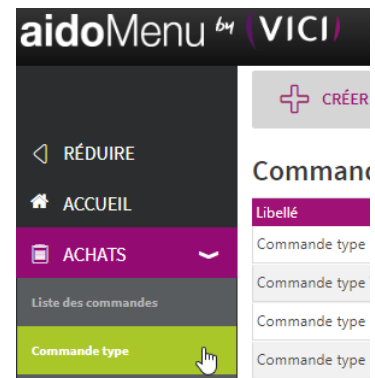 aidoMenu by (VICI)
CRÉER
RÉDUIRE
Command
ACCUEIL
Libellé
ACHATS
Commande type
Commande type
Liste des commandes
Commande type
Commande type
Commande type